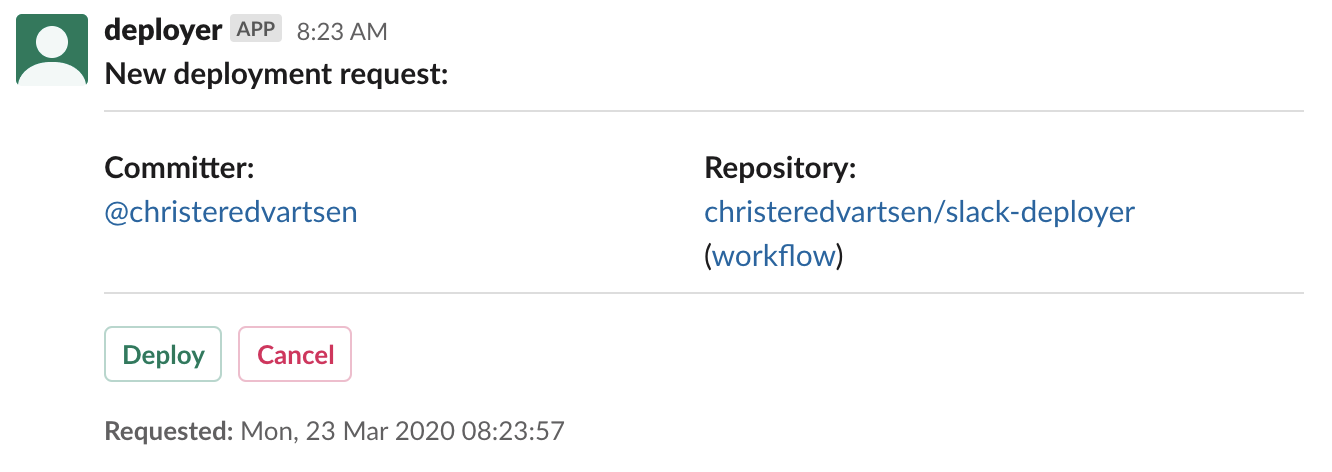 deployer APP 8:23 AM
New deployment request:
Committer:
@christeredvartsen
Repository:
christeredvartsen/slack-deployer
(workflow)
Deploy
Cancel
Requested: Mon, 23 Mar 2020 08:23:57